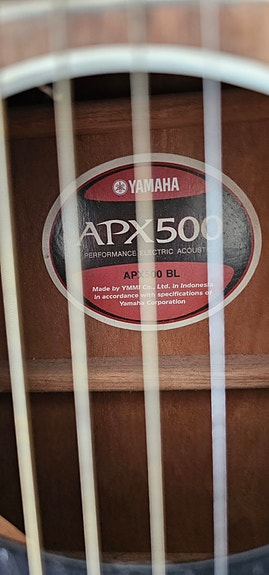 YAMAHA
APX500
PERFORMANCE ELECTRIC ACOUSTIC
APX500 BL
Made by YMMI Co., Ltd. in Indonesia
in accordance with specifications of
Yamaha Corporation